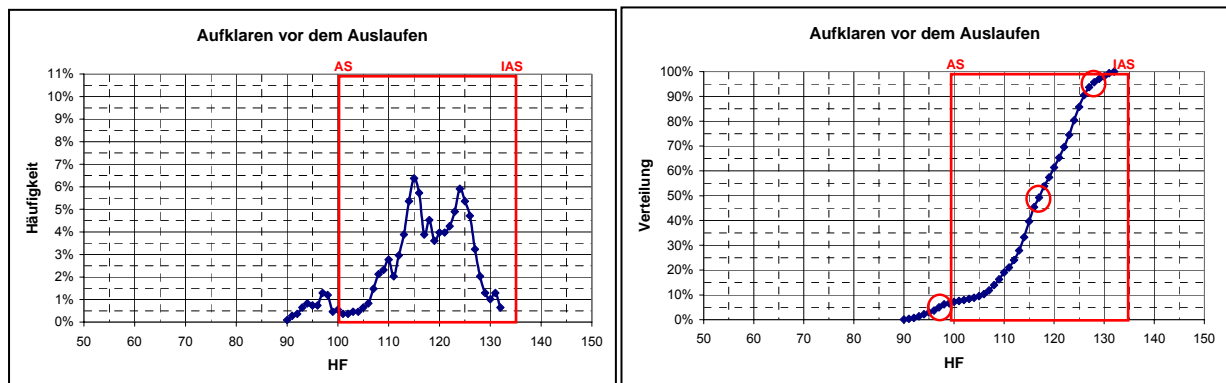 Aufklaren vor dem Auslaufen
AS IAS
11%
10%
9%
8%
7%
6%
5%
4%
3%
2%
1%
0%
Häufigkeit
50 60 70 80 90 100 110 120 130 140 150
HF
Aufklaren vor dem Auslaufen
AS IAS
100%
90%
80%
70%
60%
50%
40%
30%
20%
10%
0%
Verteilung
50 60 70 80 90 100 110 120 130 140 150
HF